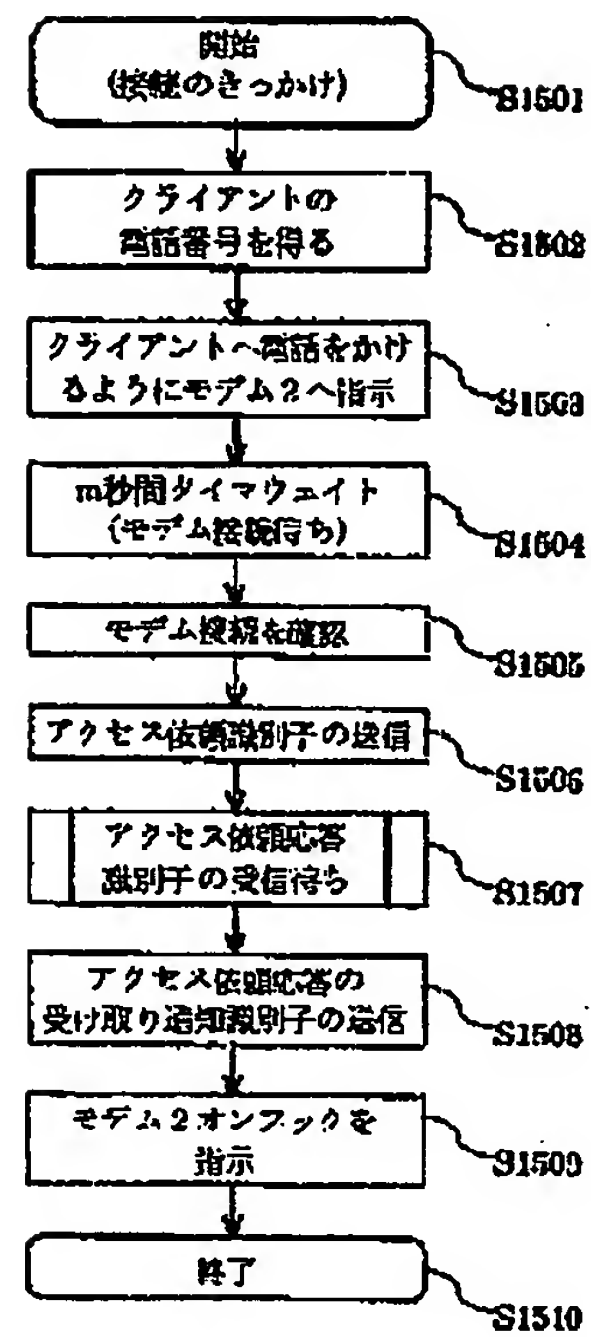 開始
(接続のきっかけ)
S1501
クライアントの
電話番号を得る
S1502
クライアントへ電話をかけ
るようにモデム2へ指示
S1503
m秒間タイマウェイト
(モデム接続待ち)
S1504
モデム接続を確認
S1505
アクセス依頼識別子の送信
S1506
アクセス依頼応答
識別子の受信待ち
S1507
アクセス依頼応答の
受け取り通知識別子の送信
S1508
モデム2オンフックを
指示
S1509
終了
S1510